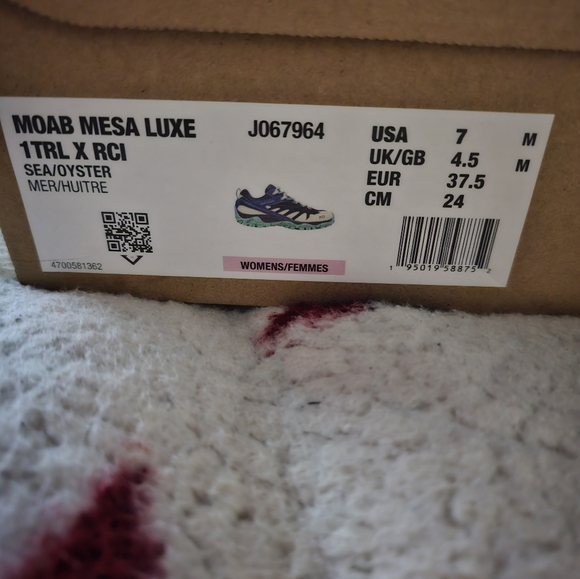 MOAB MESA LUXE
1TRL X RCI
SEA/OYSTER
MER/HUITRE
4700581362
J067964
WOMENS/FEMMES
USA 7 M
UK/GB 4.5 M
EUR 37.5
CM 24
1 95019 58875 2